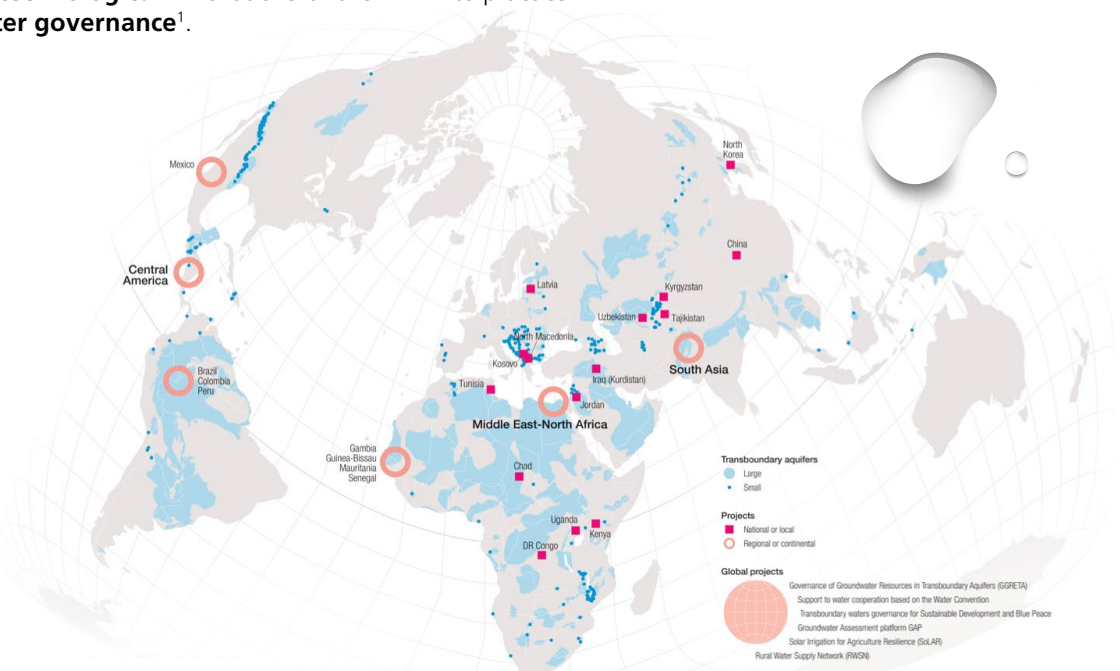 ter governance¹.
North
Korea
Mexico
China
Central
America
Latvia
Kyrgyzstan
Uzbekistan
Tajikistan
North Macedonia
Kosovo
South Asia
Brazil
Colombia
Peru
Tunisia
Iraq (Kurdistan)
Jordan
Middle East-North Africa
Gambia
Guinea-Bissau
Mauritania
Senegal
Chad
Uganda
Kenya
DR Congo
Transboundary aquifers
Large
Small
Projects
National or local
Regional or continental
Global projects
Governance of Groundwater Resources in Transboundary Aquifers (GGRETA)
Support to water cooperation based on the Water Convention
Transboundary waters governance for Sustainable Development and Blue Peace
Groundwater Assessment platform GAP
Solar Irrigation for Agriculture Resilience (SoLAR)
Rural Water Supply Network (RWSN)